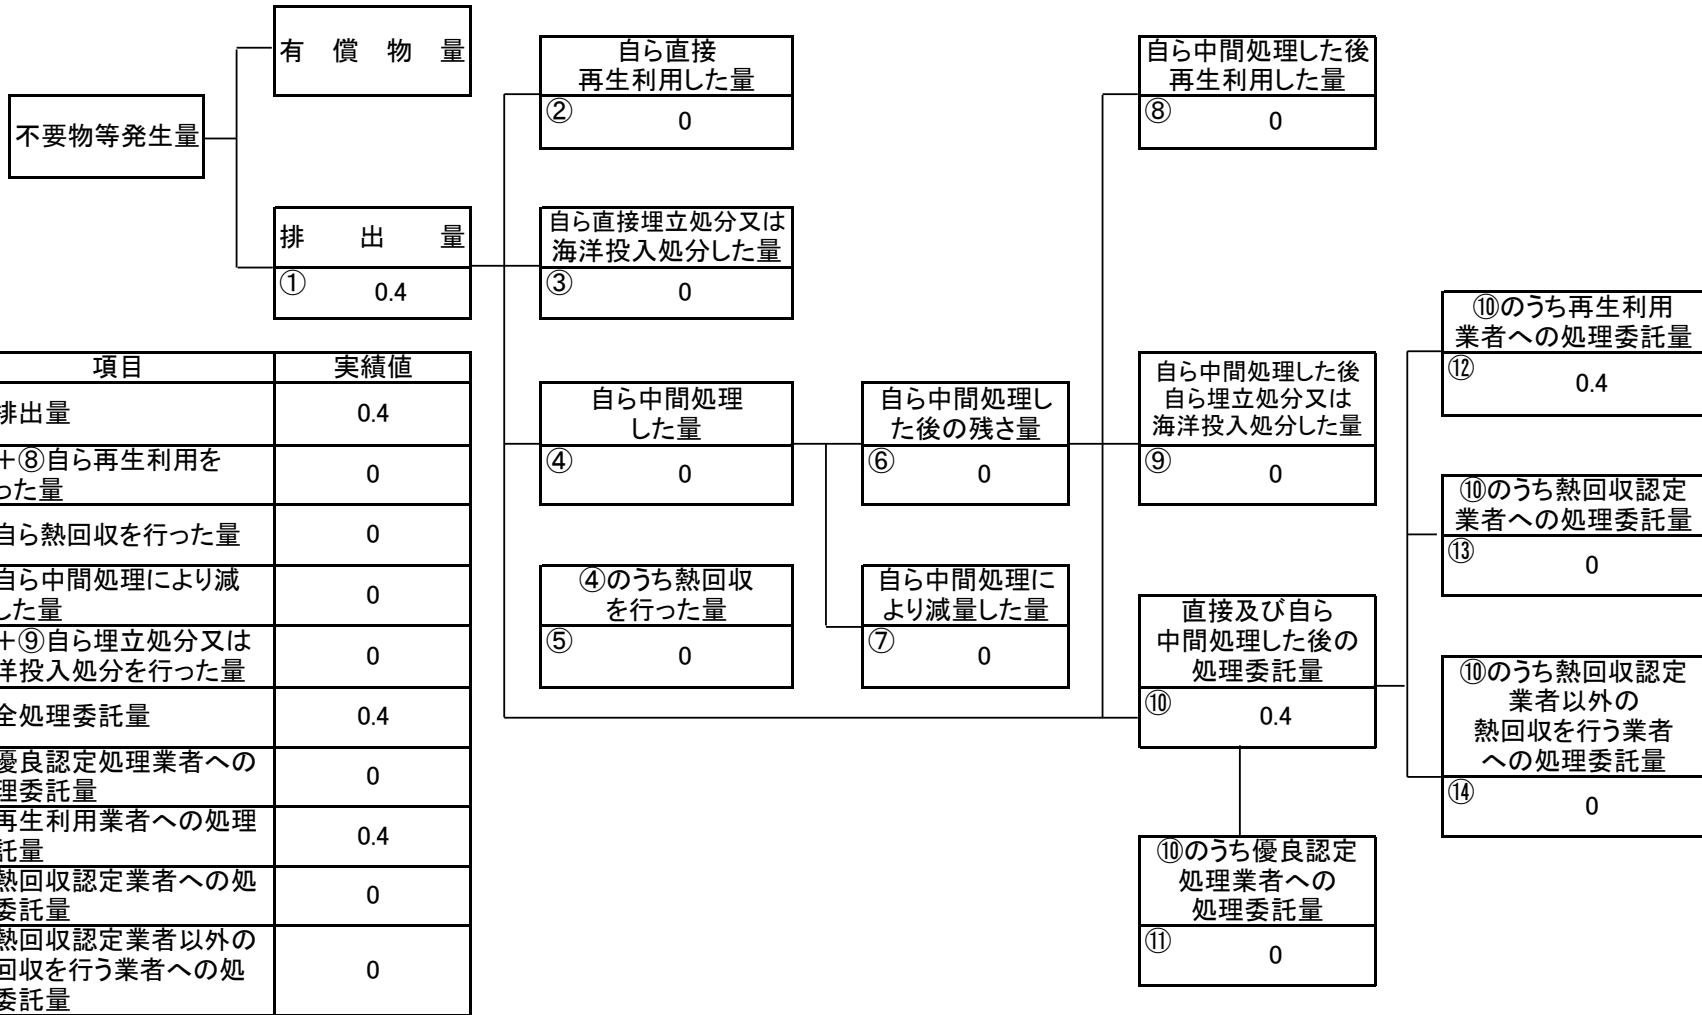 不要物等発生量
有償物量
排出量
①
0.4
自ら直接
再生利用した量
②
0
自ら直接埋立処分又は
海洋投入処分した量
③
0
自ら中間処理
した量
④
0
④のうち熱回収
を行った量
⑤
0
自ら中間処理し
た後の残さ量
⑥
0
自ら中間処理に
より減量した量
⑦
0
自ら中間処理した後
再生利用した量
⑧
0
自ら中間処理した後
自ら埋立処分又は
海洋投入処分した量
⑨
0
直接及び自ら
中間処理した後の
処理委託量
⑩
0.4
⑩のうち優良認定
処理業者への
処理委託量
⑪
0
⑩のうち再生利用
業者への処理委託量
⑫
0.4
⑩のうち熱回収認定
業者への処理委託量
⑬
0
⑩のうち熱回収認定
業者以外の
熱回収を行う業者
への処理委託量
⑭
0
項目 実績値
排出量 0.4
+⑧自ら再生利用を
った量
0
自ら熱回収を行った量 0
自ら中間処理により減
した量
0
+⑨自ら埋立処分又は
洋投入処分を行った量
0
全処理委託量 0.4
優良認定処理業者への
理委託量
0
再生利用業者への処理
託量
0.4
熱回収認定業者への処
委託量
0
熱回収認定業者以外の
回収を行う業者への処
委託量
0